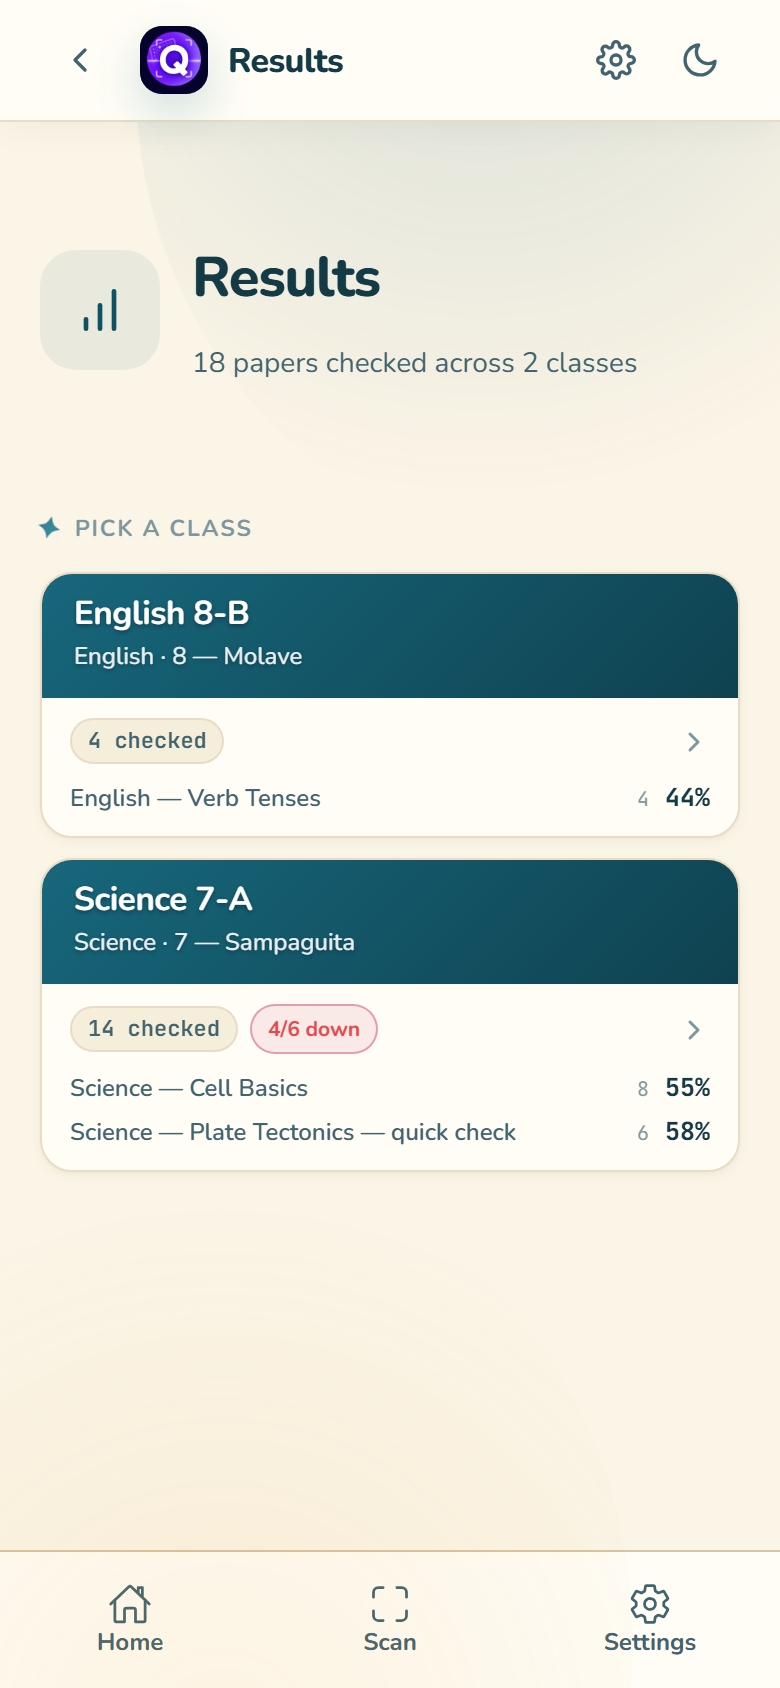 Q Results
Results
18 papers checked across 2 classes
PICK A CLASS
English 8-B
English · 8 — Molave
4 checked
English — Verb Tenses 4 44%
Science 7-A
Science · 7 — Sampaguita
14 checked 4/6 down
Science — Cell Basics 8 55%
Science — Plate Tectonics — quick check 6 58%
Home Scan Settings